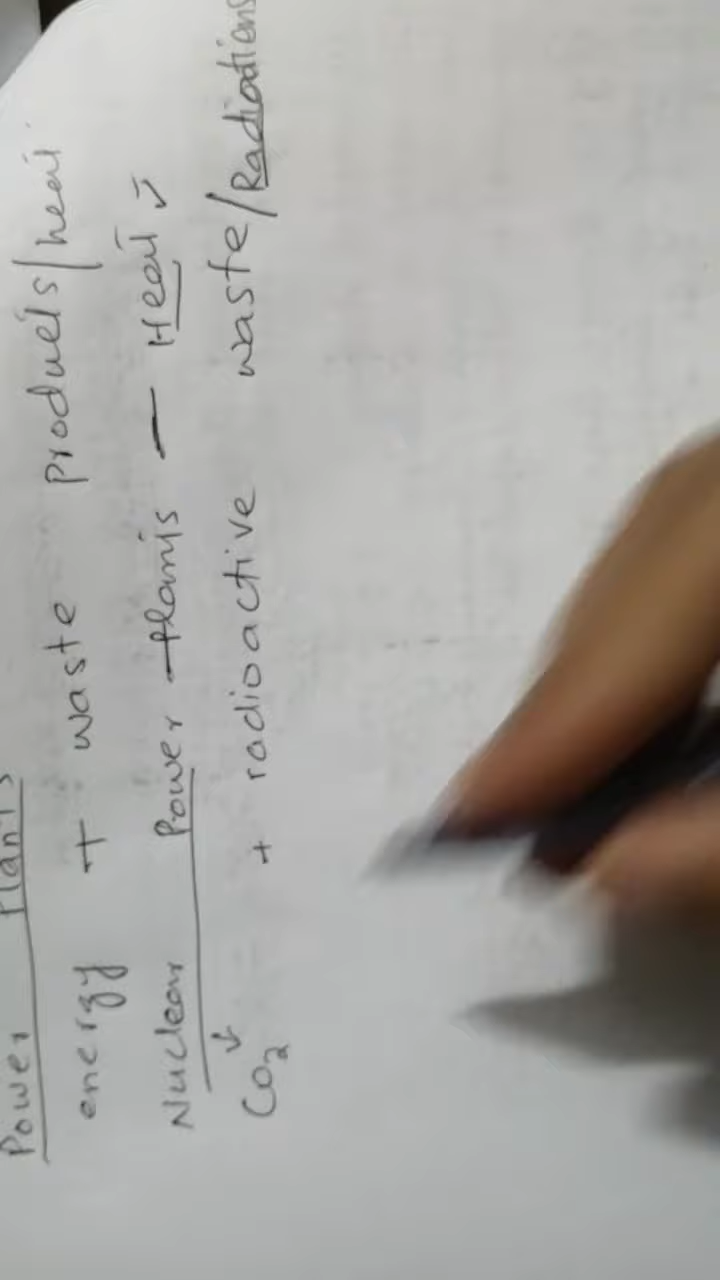 Power Plants
energy + waste products/heat
Nuclear Power plants — Heat
CO2 + radioactive waste/Radiations